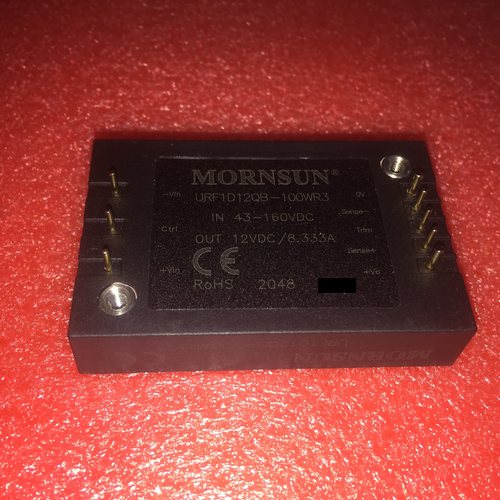 MORNSUN®
URF1D12QB-100WR3
IN 43-160VDC
OUT 12VDC/8.333A
CE
RoHS 2048
-Vin
Ctrl
+Vin
0V
Sense-
Trim
Sense+
+Vo
MORNSUN